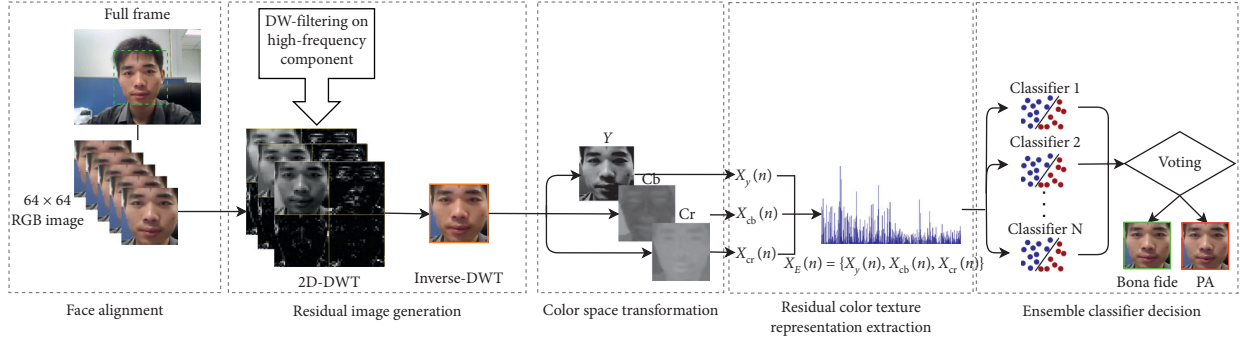 Full frame
64 × 64
RGB image
Face alignment
DW-filtering on
high-frequency
component
2D-DWT
Inverse-DWT
Residual image generation
Y
Cb
Cr
Color space transformation
X_y (n)
X_cb (n)
X_cr (n)
X_E (n) = {X_y (n), X_cb (n), X_cr (n)}
Residual color texture
representation extraction
Classifier 1
Classifier 2
Classifier N
Voting
Bona fide
PA
Ensemble classifier decision